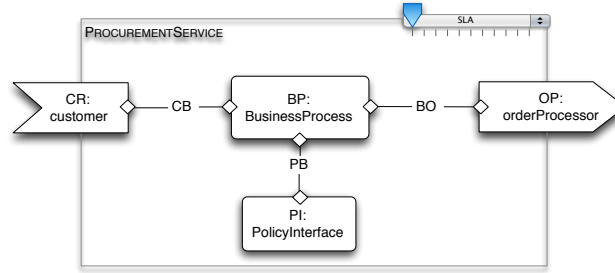 SLA
PROCUREMENTSERVICE
CR:
customer
CB
BP:
BusinessProcess
BO
OP:
orderProcessor
PB
PI:
PolicyInterface